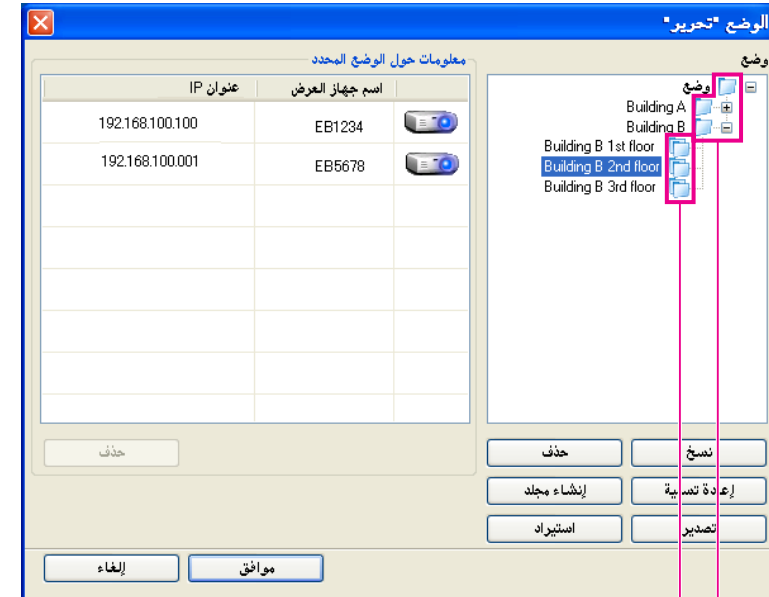 الوضع "تحرير"
وضع
وضع
Building A
Building B
Building B 1st floor
Building B 2nd floor
Building B 3rd floor
معلومات حول الوضع المحدد
اسم جهاز العرض
عنوان IP
EB1234
192.168.100.100
EB5678
192.168.100.001
نسخ
حذف
حذف
إعادة تسمية
إنشاء مجلد
تصدير
استيراد
موافق
إلغاء